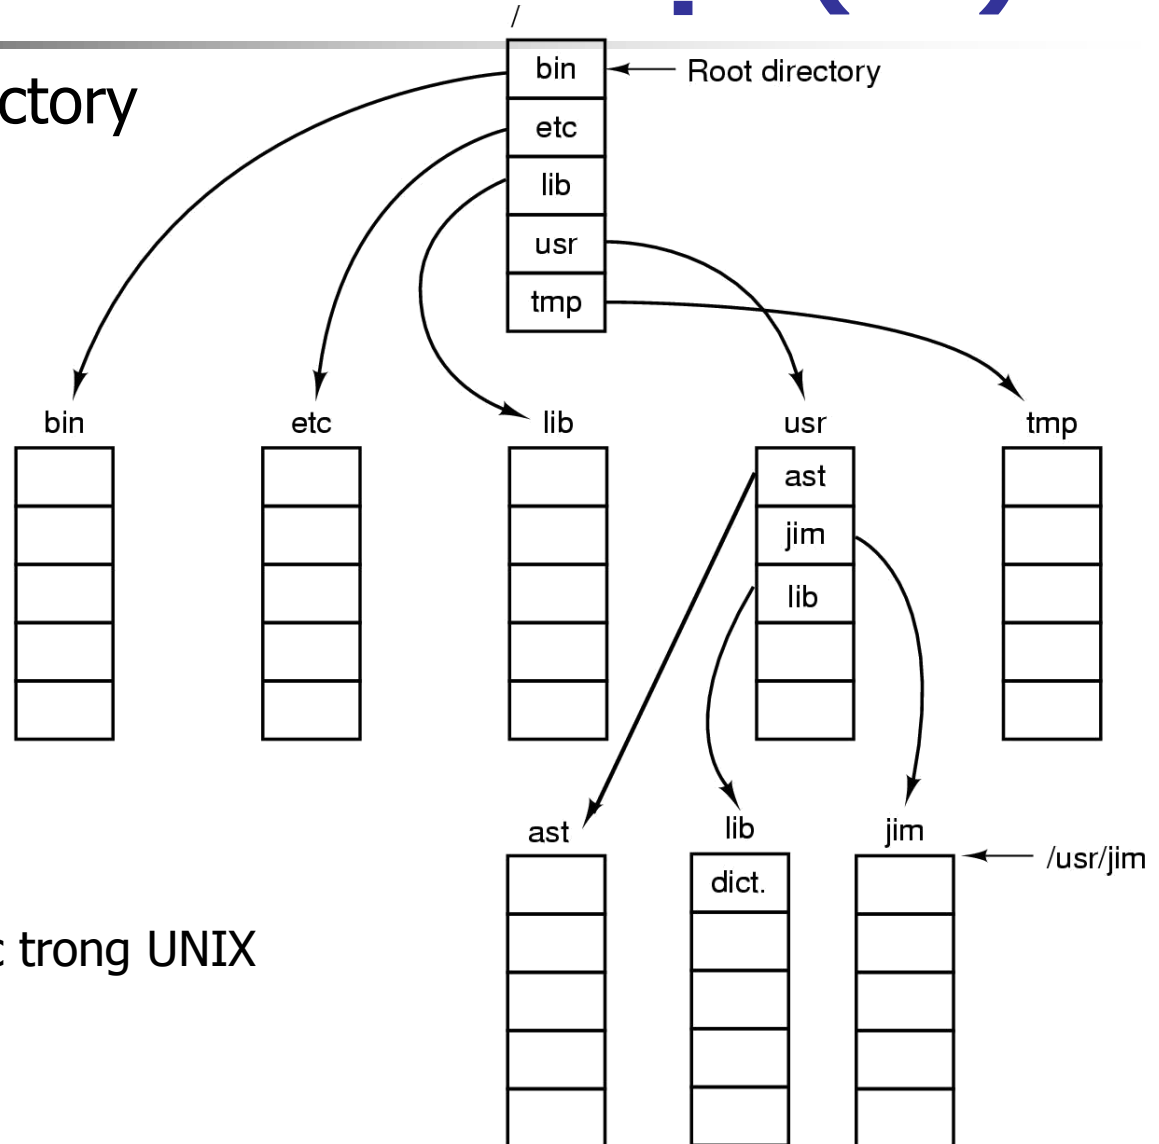 /
bin
Root directory
ctory
etc
lib
usr
tmp
bin
etc
lib
usr
tmp
ast
jim
lib
ast
lib
jim
/usr/jim
dict.
trong UNIX